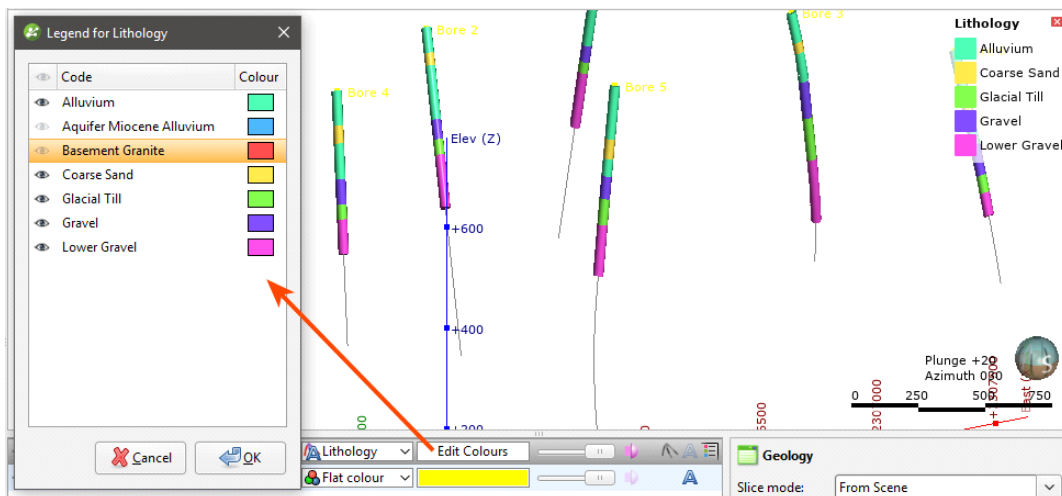 Legend for Lithology
Code Colour
Alluvium
Aquifer Miocene Alluvium
Basement Granite
Coarse Sand
Glacial Till
Gravel
Lower Gravel
Cancel
OK
Bore 4
Bore 2
Bore 5
Bore 3
Elev (Z)
+600
+400
+200
Lithology
Alluvium
Coarse Sand
Glacial Till
Gravel
Lower Gravel
Plunge +20
Azimuth 030
0 250 500 750
Lithology
Edit Colours
Flat colour
Geology
Slice mode: From Scene